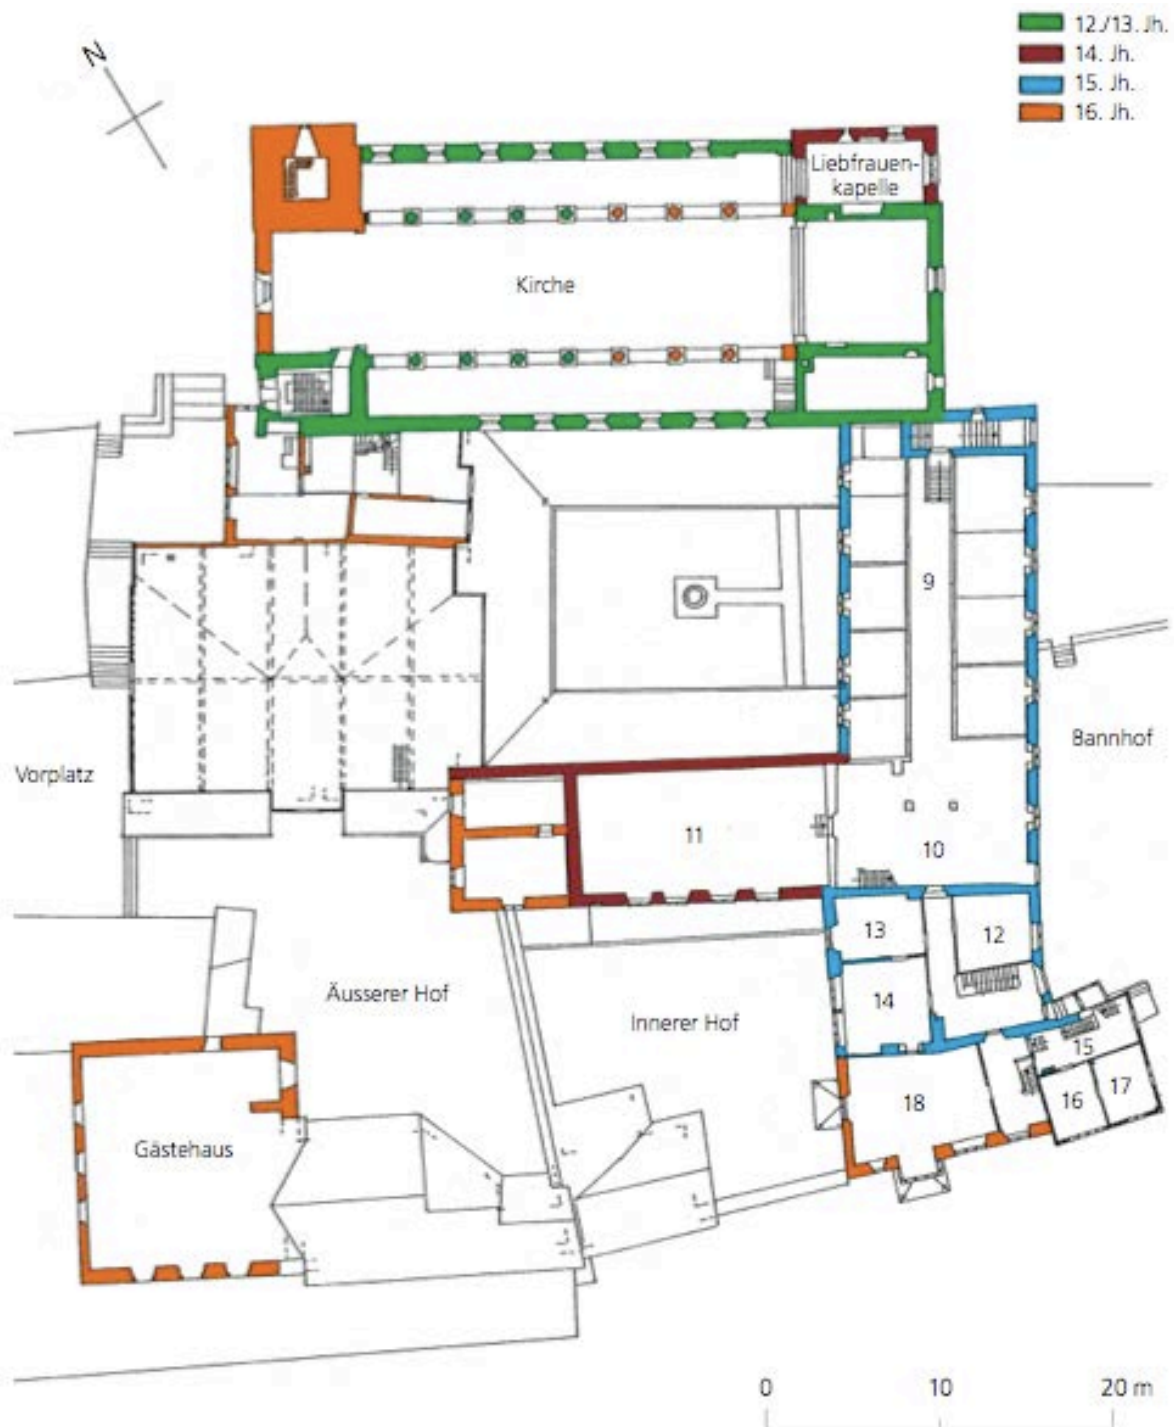 12./13. Jh.
14. Jh.
15. Jh.
16. Jh.
N
Liebfrauen-
kapelle
Kirche
9
Bannhof
Vorplatz
11
10
13
12
14
Äusserer Hof
Innerer Hof
15
17
16
18
Gästehaus
0 10 20 m